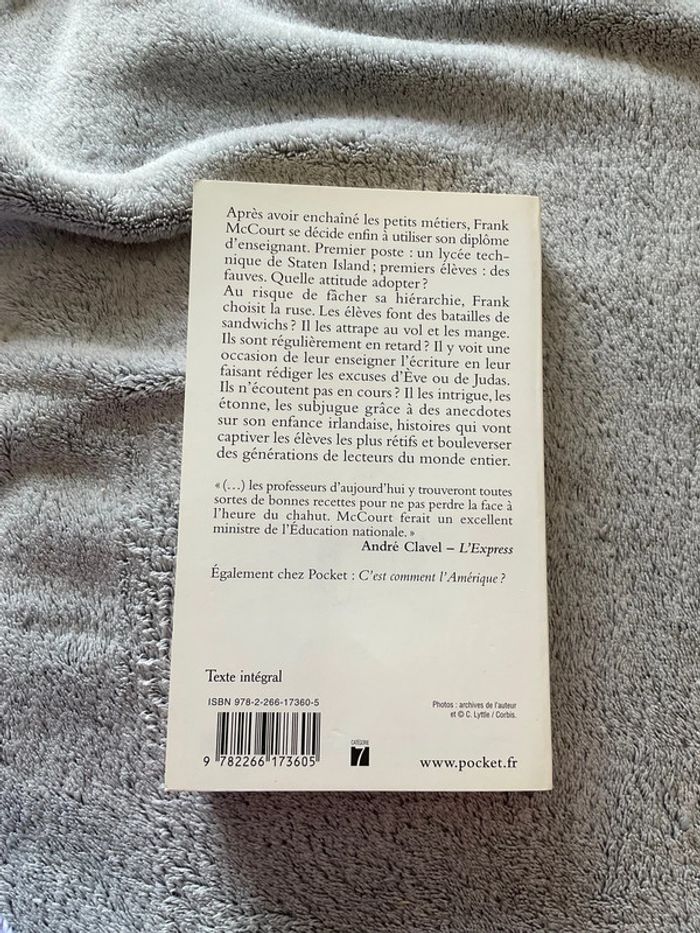 Après avoir enchaîné les petits métiers, Frank
McCourt se décide enfin à utiliser son diplôme
d'enseignant. Premier poste : un lycée tech-
nique de Staten Island ; premiers élèves : des
fauves. Quelle attitude adopter ?
Au risque de fâcher sa hiérarchie, Frank
choisit la ruse. Les élèves font des batailles de
sandwichs ? Il les attrape au vol et les mange.
Ils sont régulièrement en retard ? Il y voit une
occasion de leur enseigner l'écriture en leur
faisant rédiger les excuses d'Ève ou de Judas.
Ils n'écoutent pas en cours ? Il les intrigue, les
étonne, les subjugue grâce à des anecdotes
sur son enfance irlandaise, histoires qui vont
captiver les élèves les plus rétifs et bouleverser
des générations de lecteurs du monde entier.
« (…) les professeurs d'aujourd'hui y trouveront toutes
sortes de bonnes recettes pour ne pas perdre la face à
l'heure du chahut. McCourt ferait un excellent
ministre de l'Éducation nationale. »
André Clavel – L'Express
Également chez Pocket : C'est comment l'Amérique ?
Texte intégral
ISBN 978-2-266-17360-5
Photos : archives de l'auteur
et © C. Lyttle / Corbis.
CATÉGORIE
7
9 782266 173605
www.pocket.fr